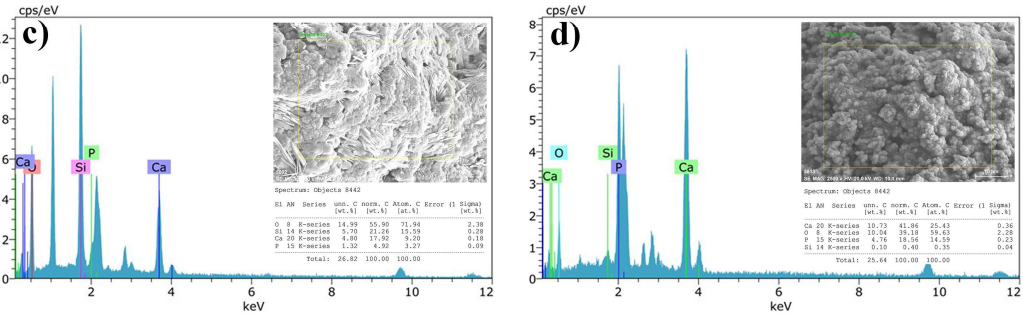 cps/eV
c)
12
10
8
6
4
2
0
Ca
O
Si
P
Ca
2
4
6
8
10
12
keV
Spectrum: Objects 8442
El AN Series unn. C norm. C Atom. C Error (1 Sigma)
[wt.%] [wt.%] [at.%] [wt.%]
O 8 K-series 14.99 55.90 71.94 2.38
Si 14 K-series 5.70 21.26 15.59 0.28
Ca 20 K-series 4.80 17.92 9.20 0.18
P 15 K-series 1.32 4.92 3.27 0.09
Total: 26.82 100.00 100.00
cps/eV
d)
8
7
6
5
4
3
2
1
0
Ca
O
Si
P
Ca
2
4
6
8
10
12
keV
Spectrum: Objects 8442
El AN Series unn. C norm. C Atom. C Error (1 Sigma)
[wt.%] [wt.%] [at.%] [wt.%]
Ca 20 K-series 10.73 41.86 25.43 0.36
O 8 K-series 10.04 39.18 59.63 2.28
P 15 K-series 4.76 18.56 14.59 0.23
Si 14 K-series 0.10 0.40 0.35 0.04
Total: 25.64 100.00 100.00